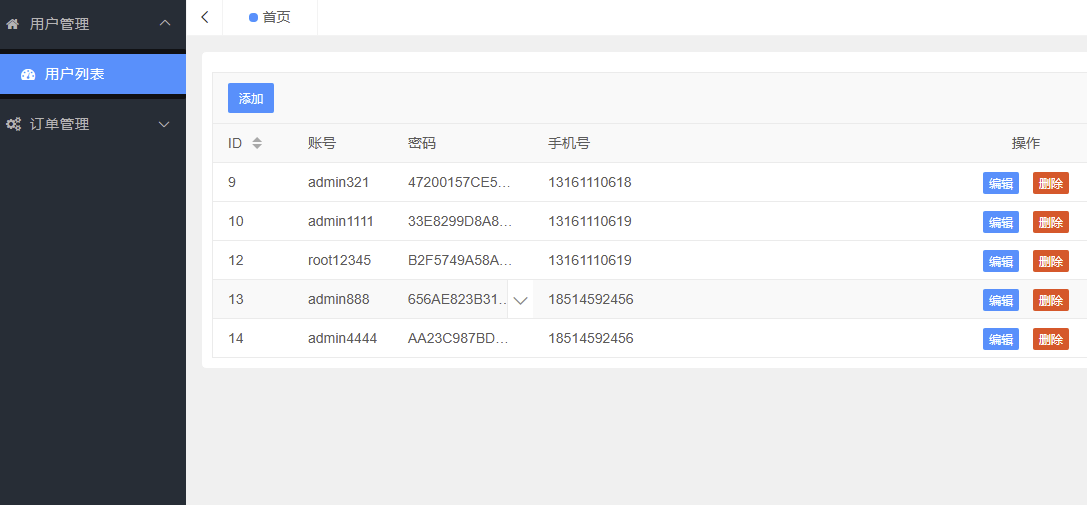 用户管理
用户列表
订单管理
首页
添加
ID 账号 密码 手机号 操作
9 admin321 47200157CE5... 13161110618 编辑 删除
10 admin1111 33E8299D8A8... 13161110619 编辑 删除
12 root12345 B2F5749A58A... 13161110619 编辑 删除
13 admin888 656AE823B31... 18514592456 编辑 删除
14 admin4444 AA23C987BD... 18514592456 编辑 删除